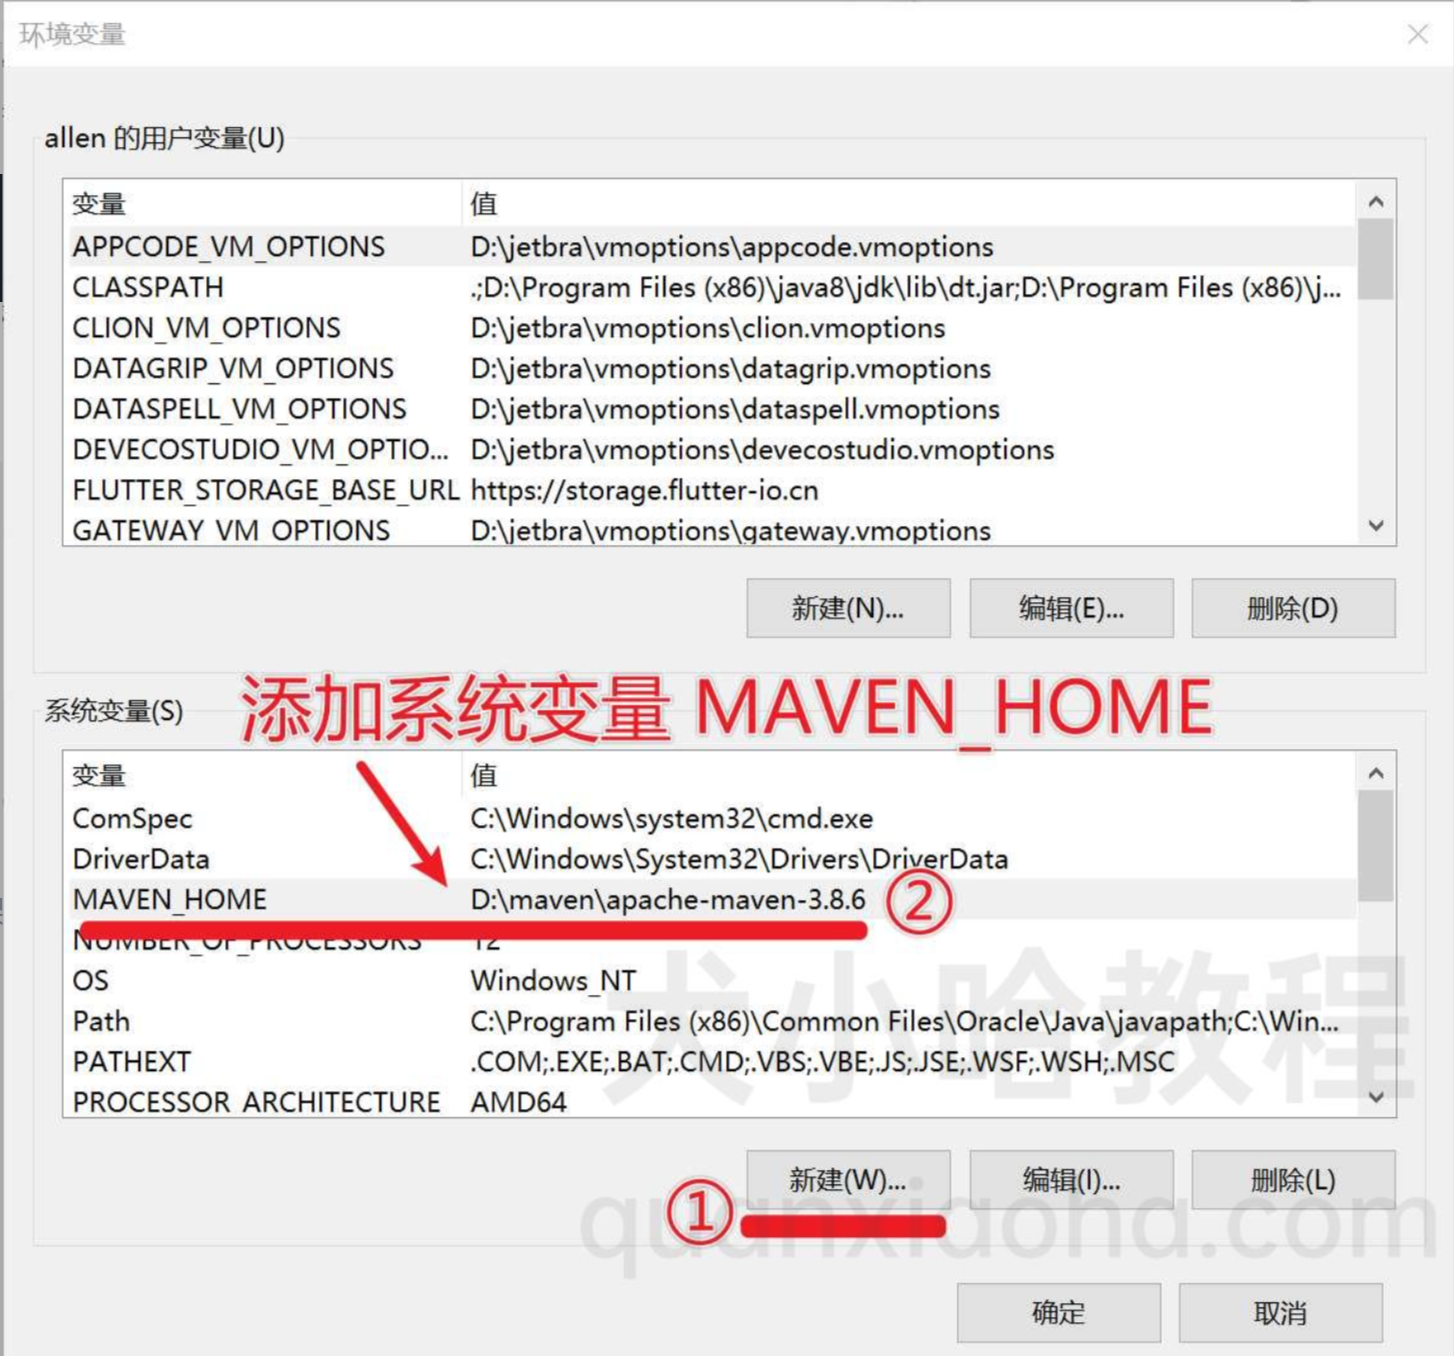 环境变量
allen 的用户变量(U)
变量 值
APPCODE_VM_OPTIONS D:\jetbra\vmoptions\appcode.vmoptions
CLASSPATH .;D:\Program Files (x86)\java8\jdk\lib\dt.jar;D:\Program Files (x86)\j...
CLION_VM_OPTIONS D:\jetbra\vmoptions\clion.vmoptions
DATAGRIP_VM_OPTIONS D:\jetbra\vmoptions\datagrip.vmoptions
DATASPELL_VM_OPTIONS D:\jetbra\vmoptions\dataspell.vmoptions
DEVECOSTUDIO_VM_OPTIO... D:\jetbra\vmoptions\devecostudio.vmoptions
FLUTTER_STORAGE_BASE_URL https://storage.flutter-io.cn
GATEWAY_VM_OPTIONS D:\jetbra\vmoptions\gateway.vmoptions
新建(N)... 编辑(E)... 删除(D)
系统变量(S) 添加系统变量 MAVEN_HOME
变量 值
ComSpec C:\Windows\system32\cmd.exe
DriverData C:\Windows\System32\Drivers\DriverData
MAVEN_HOME D:\maven\apache-maven-3.8.6 ②
NUMBER_OF_PROCESSORS 12
OS Windows_NT
Path C:\Program Files (x86)\Common Files\Oracle\Java\javapath;C:\Win...
PATHEXT .COM;.EXE;.BAT;.CMD;.VBS;.VBE;.JS;.JSE;.WSF;.WSH;.MSC
PROCESSOR_ARCHITECTURE AMD64
犬小哈教程
① 新建(W)... 编辑(I)... 删除(L)
quanxiaoha.com
确定 取消